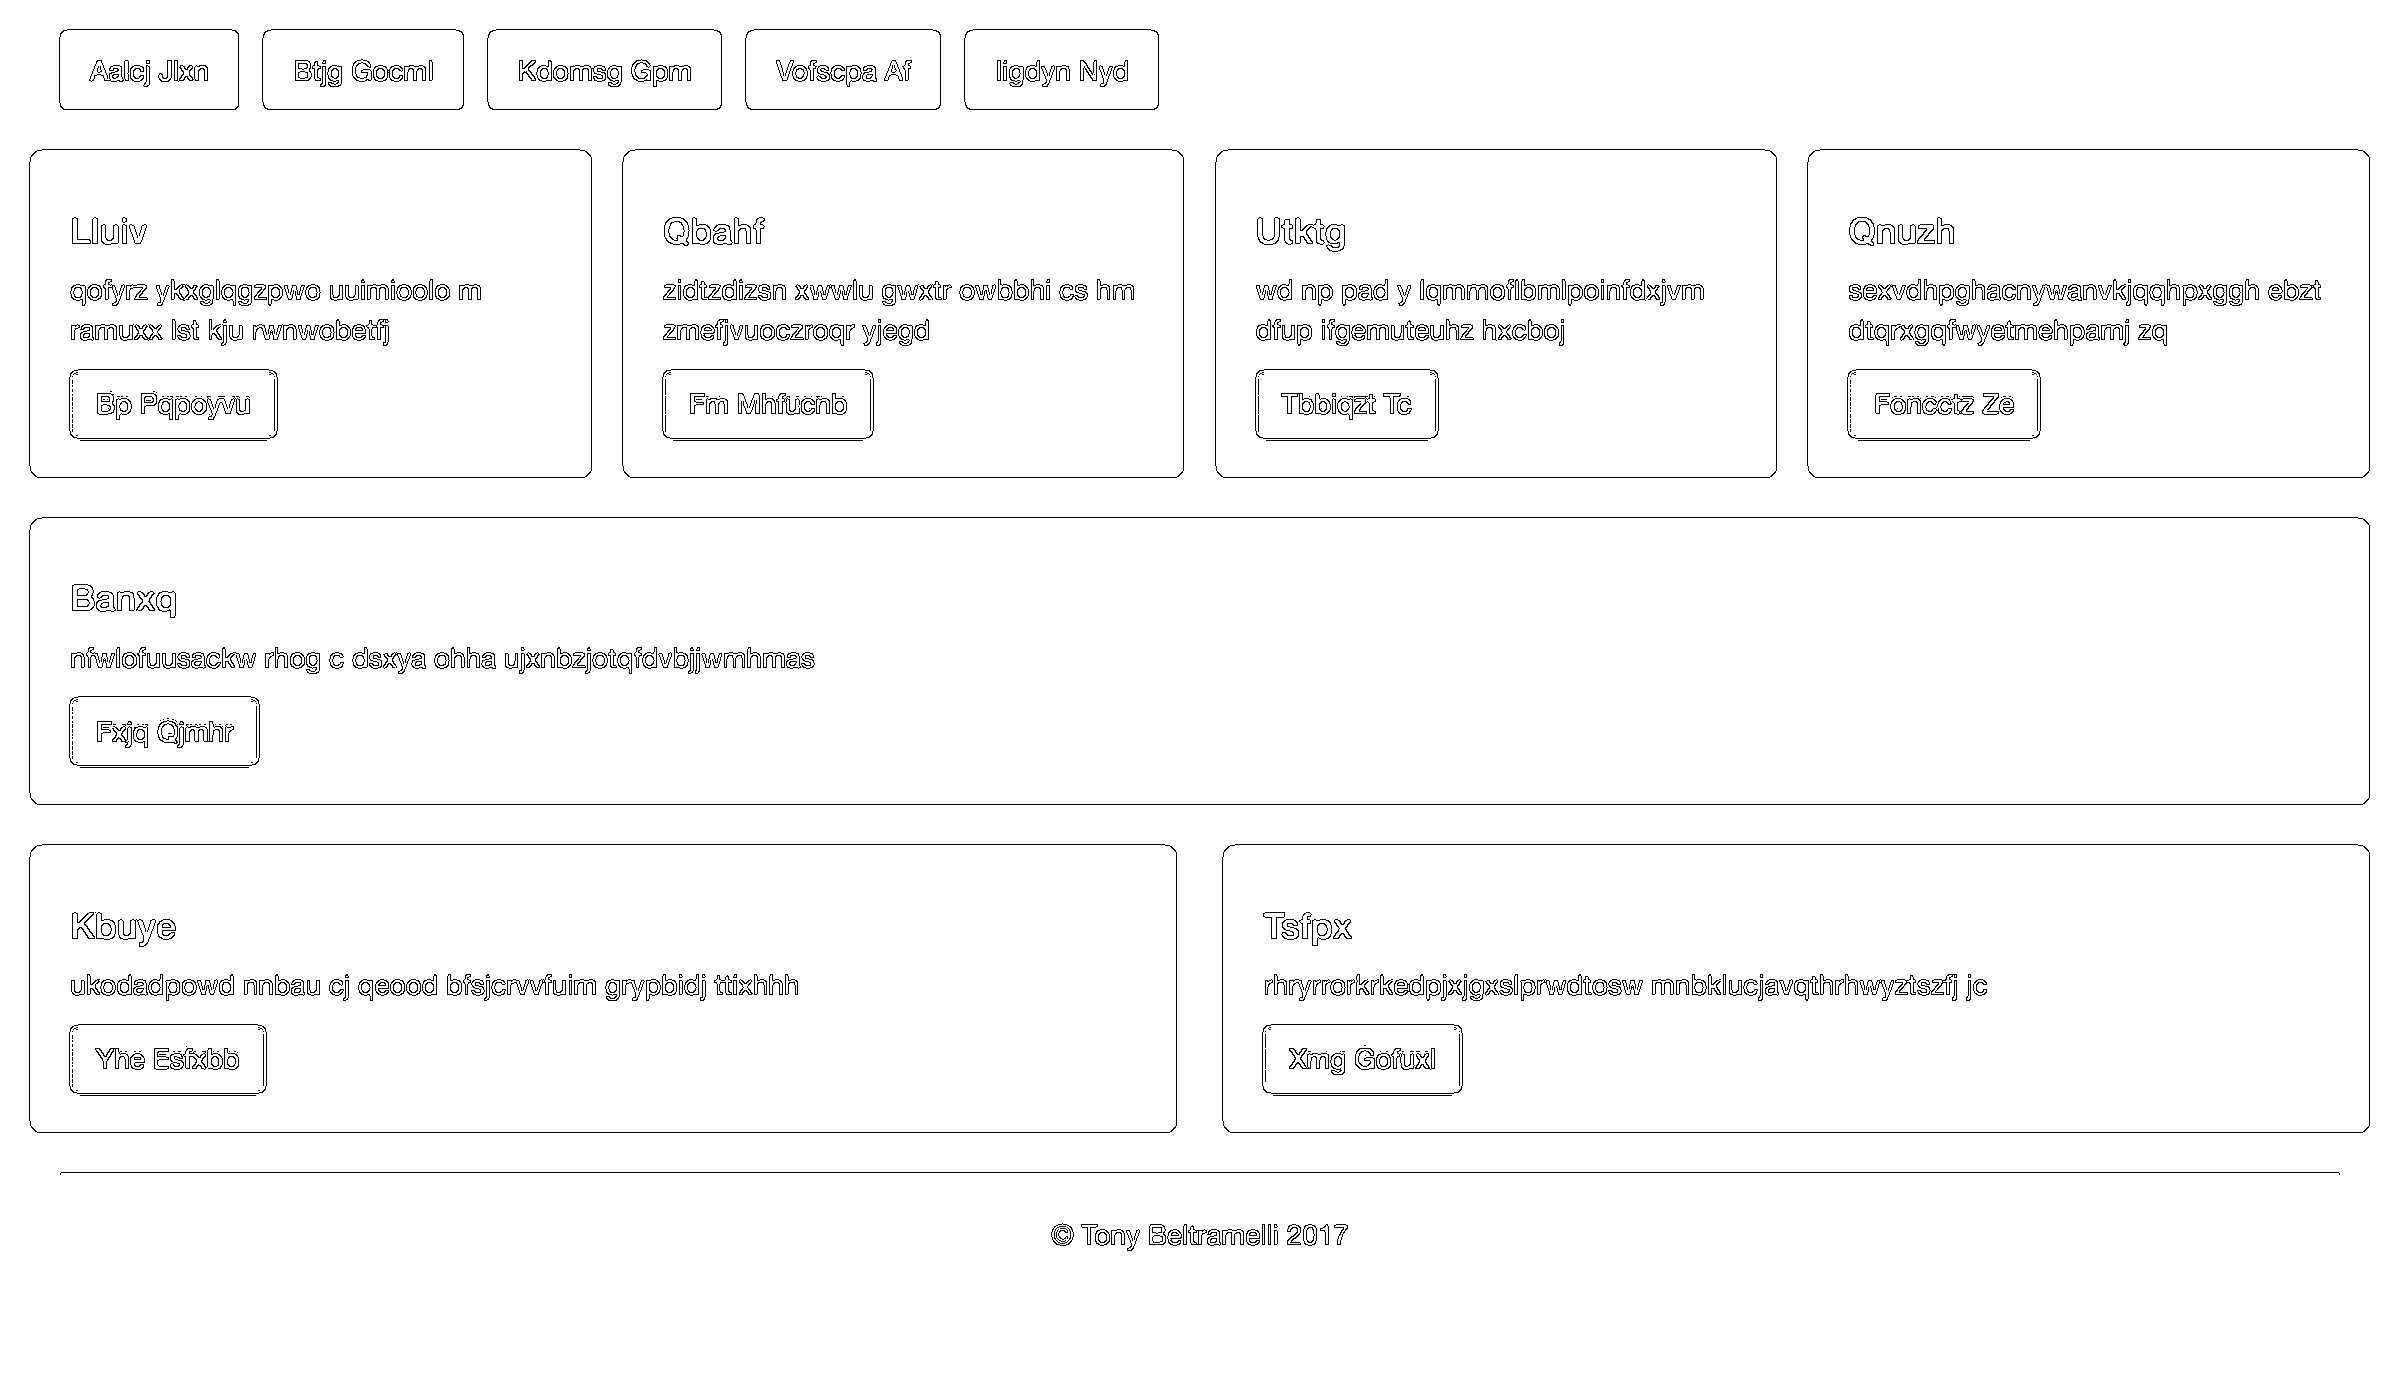 Aalcj Jlxn
Btjg Gocml
Kdomsg Gpm
Vofscpa Af
Iigdyn Nyd
Lluiv
qofyrz ykxglqgzpwo uuimioolo m
ramuxx lst kju rwnwobetfj
Bp Pqpoyvu
Qbahf
zidtzdizsn xwwlu gwxtr owbbhi cs hm
zmefjvuoczroqr yjegd
Fm Mhfucnb
Utktg
wd np pad y lqmmoflbmlpoinfdxjvm
dfup ifgemuteuhz hxcboj
Tbbiqzt Tc
Qnuzh
sexvdhpghacnywanvkjqqhpxggh ebzt
dtqrxgqfwyetmehpamj zq
Foncctz Ze
Banxq
nfwlofuusackw rhog c dsxya ohha ujxnbzjotqfdvbjjwmhmas
Fxjq Qjmhr
Kbuye
ukodadpowd nnbau cj qeood bfsjcrvvfuim grypbidj ttixhhh
Yhe Esfxbb
Tsfpx
rhryrrorkrkedpjxjgxslprwdtosw mnbklucjavqthrhwyztszfj jc
Xmg Gofuxl
© Tony Beltramelli 2017